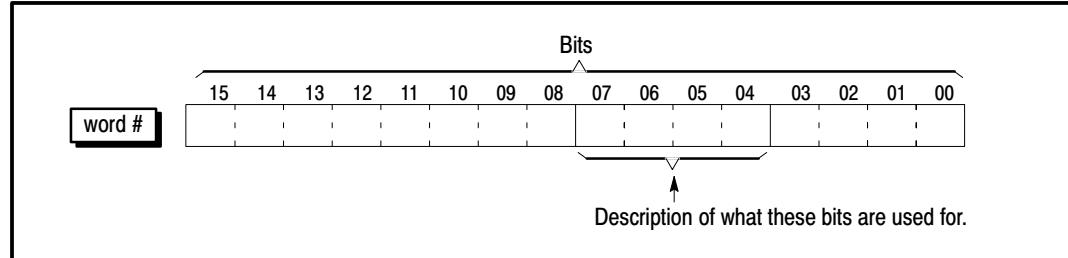 Bits
15 14 13 12 11 10 09 08 07 06 05 04 03 02 01 00
word #
Description of what these bits are used for.